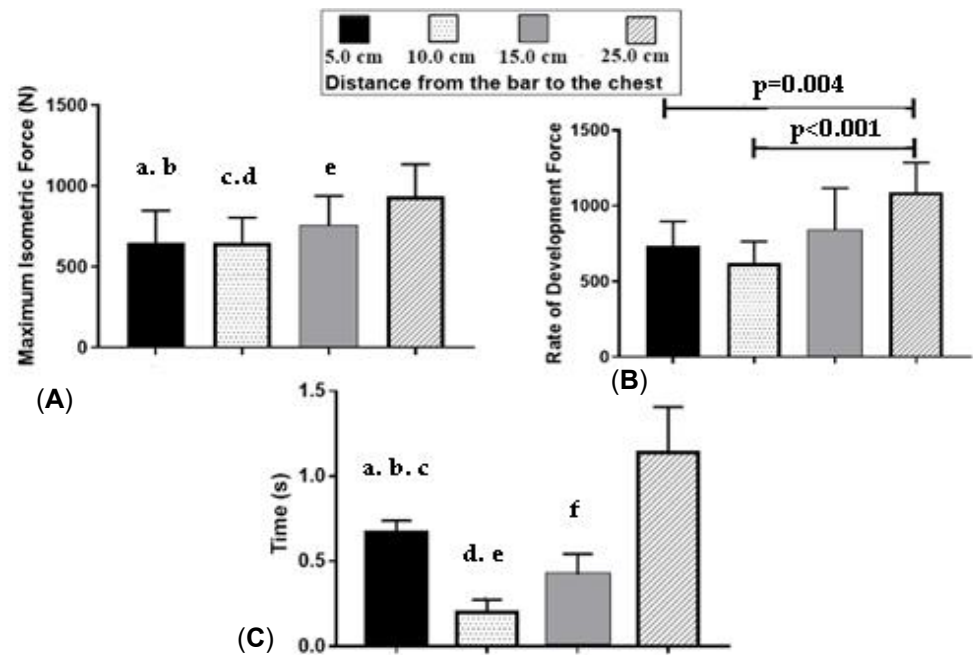 5.0 cm 10.0 cm 15.0 cm 25.0 cm
Distance from the bar to the chest
Maximum Isometric Force (N)
1500
1000
500
0
a. b
c.d
e
(A)
Rate of Development Force
1500
1000
500
0
p=0.004
p<0.001
(B)
Time (s)
1.5
1.0
0.5
0.0
a. b. c
d. e
f
(C)